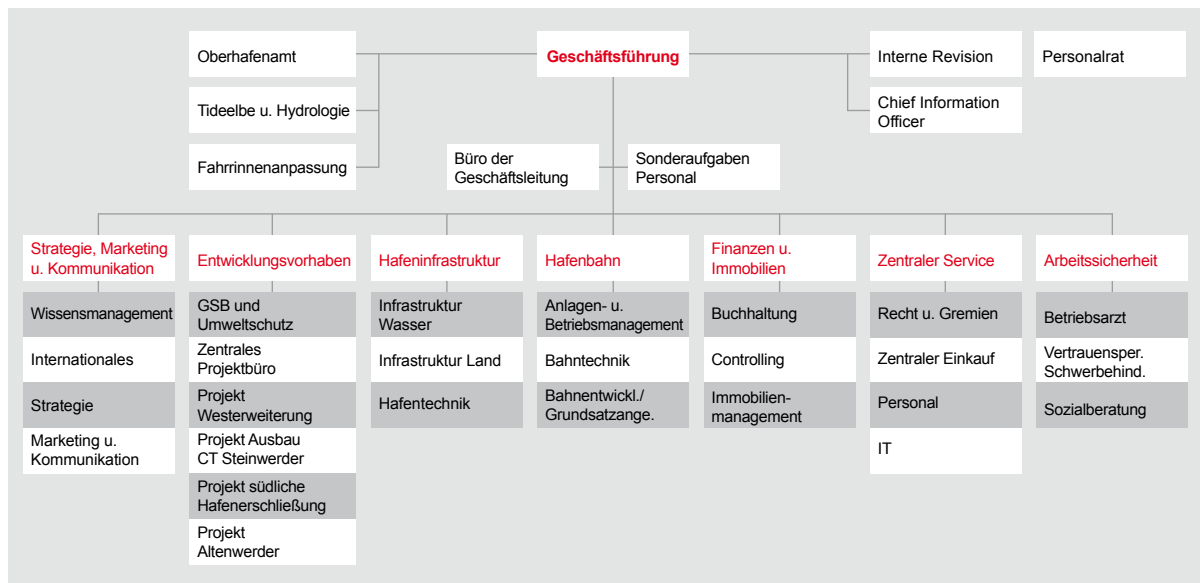 Oberhafenamt
Geschäftsführung
Interne Revision
Personalrat
Tideelbe u. Hydrologie
Chief Information
Officer
Fahrrinnenanpassung
Büro der
Geschäftsleitung
Sonderaufgaben
Personal
Strategie, Marketing
u. Kommunikation
Wissensmanagement
Internationales
Strategie
Marketing u.
Kommunikation
Entwicklungsvorhaben
GSB und
Umweltschutz
Zentrales
Projektbüro
Projekt
Westerweiterung
Projekt Ausbau
CT Steinwerder
Projekt südliche
Hafenerschließung
Projekt
Altenwerder
Hafeninfrastruktur
Infrastruktur
Wasser
Infrastruktur Land
Hafentechnik
Hafenbahn
Anlagen- u.
Betriebsmanagement
Bahntechnik
Bahnentwickl./
Grundsatzange.
Finanzen u.
Immobilien
Buchhaltung
Controlling
Immobilien-
management
Zentraler Service
Recht u. Gremien
Zentraler Einkauf
Personal
IT
Arbeitssicherheit
Betriebsarzt
Vertrauensper.
Schwerbehind.
Sozialberatung